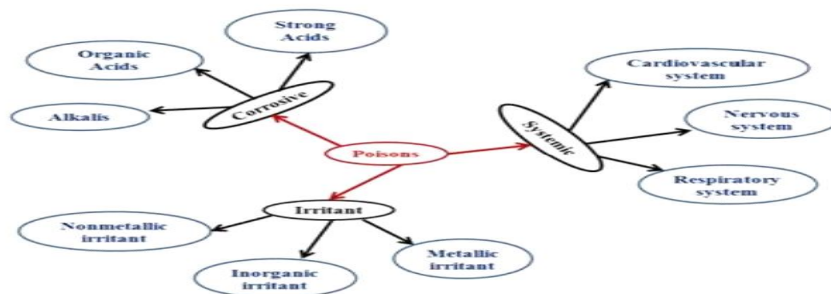 Strong
Acids
Organic
Acids
Alkalis
Corrosive
Poisons
Systemic
Cardiovascular
system
Nervous
system
Respiratory
system
Irritant
Nonmetallic
irritant
Inorganic
irritant
Metallic
irritant